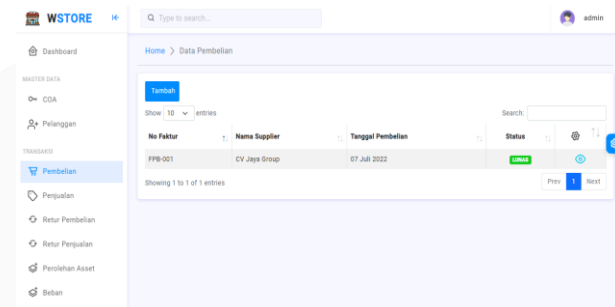 WSTORE
Type to search...
admin
Dashboard
MASTER DATA
COA
Pelanggan
TRANSAKSI
Pembelian
Penjualan
Retur Pembelian
Retur Penjualan
Perolehan Asset
Beban
Home > Data Pembelian
Tambah
Show 10 entries
Search:
No Faktur Nama Supplier Tanggal Pembelian Status
FPB-001 CV Jaya Group 07 Juli 2022 LUNAS
Showing 1 to 1 of 1 entries
Prev 1 Next